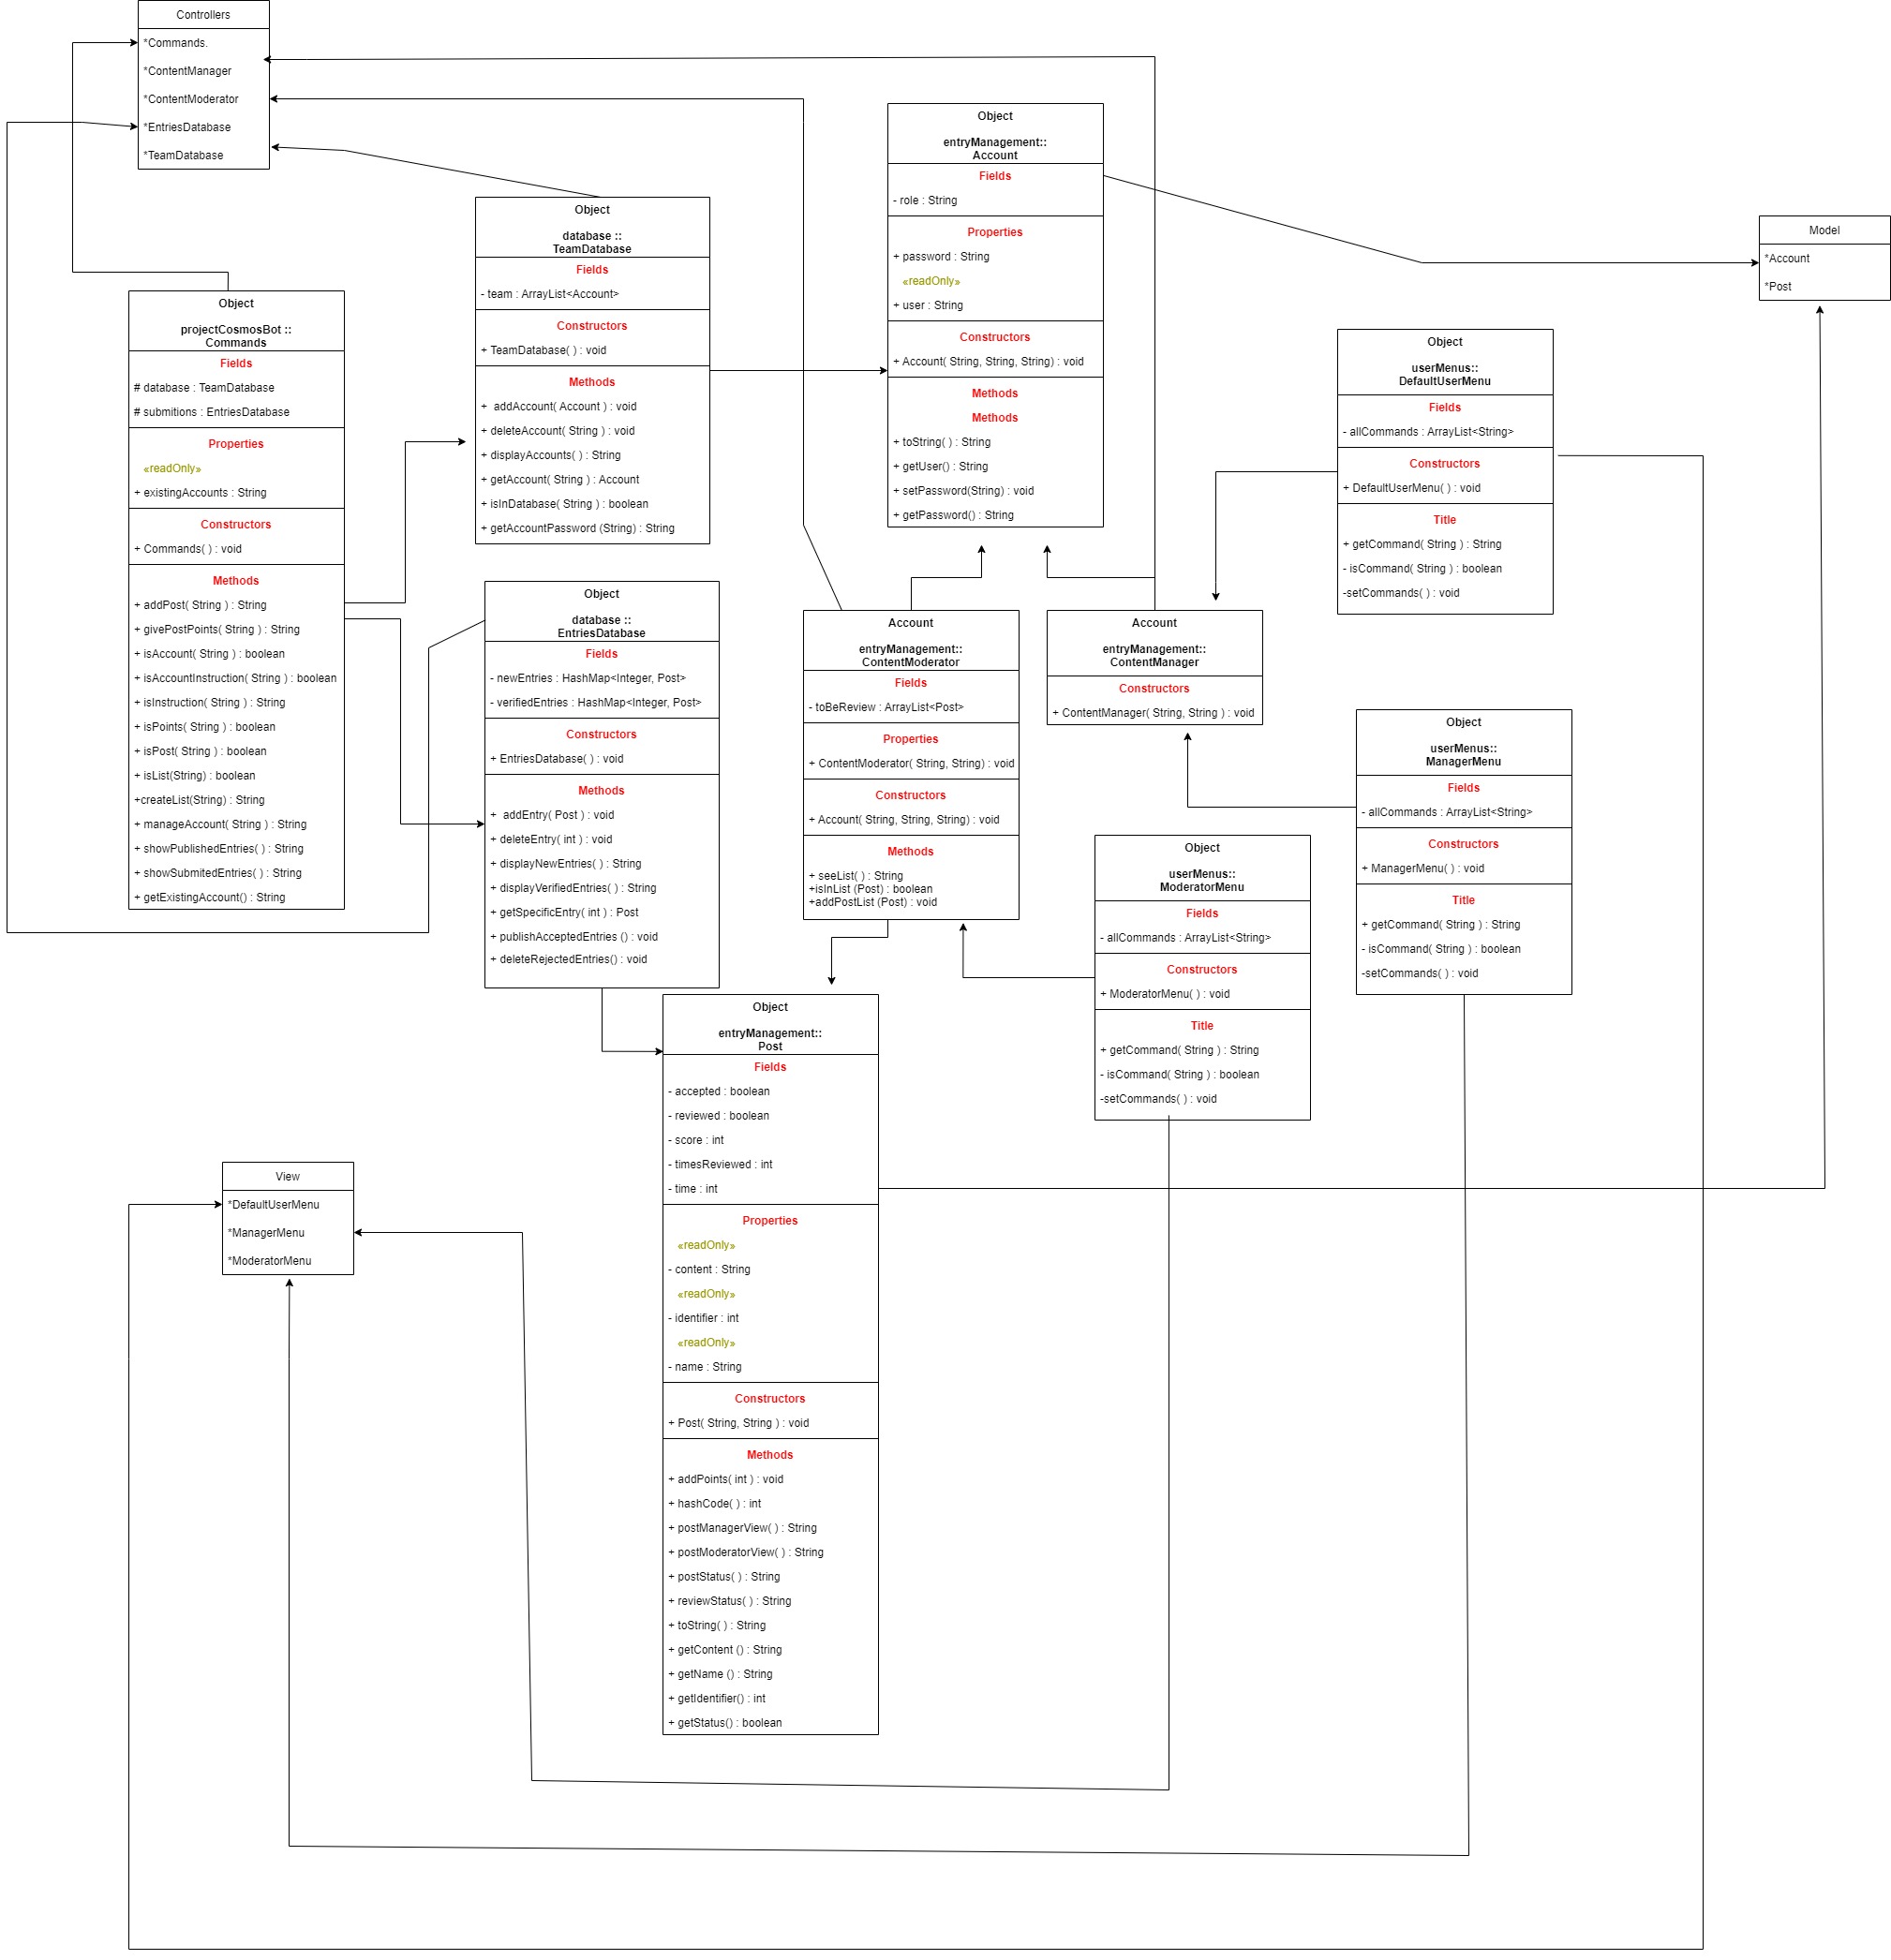 Controllers
*Commands.
*ContentManager
*ContentModerator
*EntriesDatabase
*TeamDatabase
Object
projectCosmosBot ::
Commands
Fields
# database : TeamDatabase
# submitions : EntriesDatabase
Properties
«readOnly»
+ existingAccounts : String
Constructors
+ Commands( ) : void
Methods
+ addPost( String ) : String
+ givePostPoints( String ) : String
+ isAccount( String ) : boolean
+ isAccountInstruction( String ) : boolean
+ isInstruction( String ) : String
+ isPoints( String ) : boolean
+ isPost( String ) : boolean
+ isList(String) : boolean
+createList(String) : String
+ manageAccount( String ) : String
+ showPublishedEntries( ) : String
+ showSubmitedEntries( ) : String
+ getExistingAccount() : String
Object
database ::
TeamDatabase
Fields
- team : ArrayList<Account>
Constructors
+ TeamDatabase( ) : void
Methods
+  addAccount( Account ) : void
+ deleteAccount( String ) : void
+ displayAccounts( ) : String
+ getAccount( String ) : Account
+ isInDatabase( String ) : boolean
+ getAccountPassword (String) : String
Object
database ::
EntriesDatabase
Fields
- newEntries : HashMap<Integer, Post>
- verifiedEntries : HashMap<Integer, Post>
Constructors
+ EntriesDatabase( ) : void
Methods
+  addEntry( Post ) : void
+ deleteEntry( int ) : void
+ displayNewEntries( ) : String
+ displayVerifiedEntries( ) : String
+ getSpecificEntry( int ) : Post
+ publishAcceptedEntries () : void
+ deleteRejectedEntries() : void
Object
entryManagement::
Account
Fields
- role : String
Properties
+ password : String
«readOnly»
+ user : String
Constructors
+ Account( String, String, String) : void
Methods
Methods
+ toString( ) : String
+ getUser() : String
+ setPassword(String) : void
+ getPassword() : String
Account
entryManagement::
ContentModerator
Fields
- toBeReview : ArrayList<Post>
Properties
+ ContentModerator( String, String) : void
Constructors
+ Account( String, String, String) : void
Methods
+ seeList( ) : String
+isInList (Post) : boolean
+addPostList (Post) : void
Account
entryManagement::
ContentManager
Constructors
+ ContentManager( String, String ) : void
Model
*Account
*Post
Object
userMenus::
DefaultUserMenu
Fields
- allCommands : ArrayList<String>
Constructors
+ DefaultUserMenu( ) : void
Title
+ getCommand( String ) : String
- isCommand( String ) : boolean
-setCommands( ) : void
Object
userMenus::
ManagerMenu
Fields
- allCommands : ArrayList<String>
Constructors
+ ManagerMenu( ) : void
Title
+ getCommand( String ) : String
- isCommand( String ) : boolean
-setCommands( ) : void
Object
userMenus::
ModeratorMenu
Fields
- allCommands : ArrayList<String>
Constructors
+ ModeratorMenu( ) : void
Title
+ getCommand( String ) : String
- isCommand( String ) : boolean
-setCommands( ) : void
Object
entryManagement::
Post
Fields
- accepted : boolean
- reviewed : boolean
- score : int
- timesReviewed : int
- time : int
Properties
«readOnly»
- content : String
«readOnly»
- identifier : int
«readOnly»
- name : String
Constructors
+ Post( String, String ) : void
Methods
+ addPoints( int ) : void
+ hashCode( ) : int
+ postManagerView( ) : String
+ postModeratorView( ) : String
+ postStatus( ) : String
+ reviewStatus( ) : String
+ toString( ) : String
+ getContent () : String
+ getName () : String
+ getIdentifier() : int
+ getStatus() : boolean
View
*DefaultUserMenu
*ManagerMenu
*ModeratorMenu